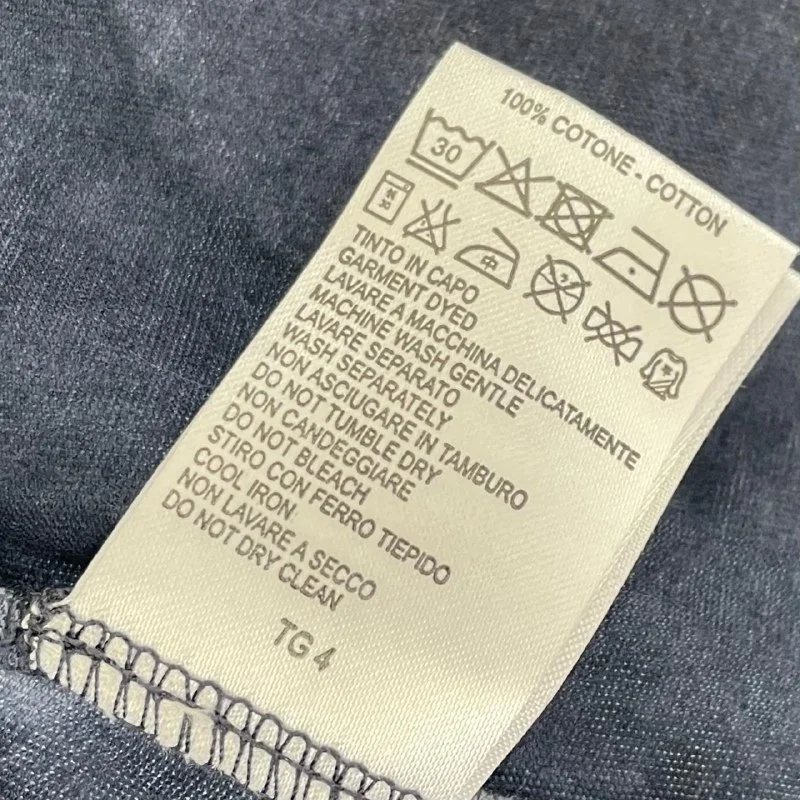 100% COTONE - COTTON
30
TINTO IN CAPO
GARMENT DYED
LAVARE A MACCHINA DELICATAMENTE
MACHINE WASH GENTLE
LAVARE SEPARATO
WASH SEPARATELY
NON ASCIUGARE IN TAMBURO
DO NOT TUMBLE DRY
NON CANDEGGIARE
DO NOT BLEACH
STIRO CON FERRO TIEPIDO
COOL IRON
NON LAVARE A SECCO
DO NOT DRY CLEAN
TG 4